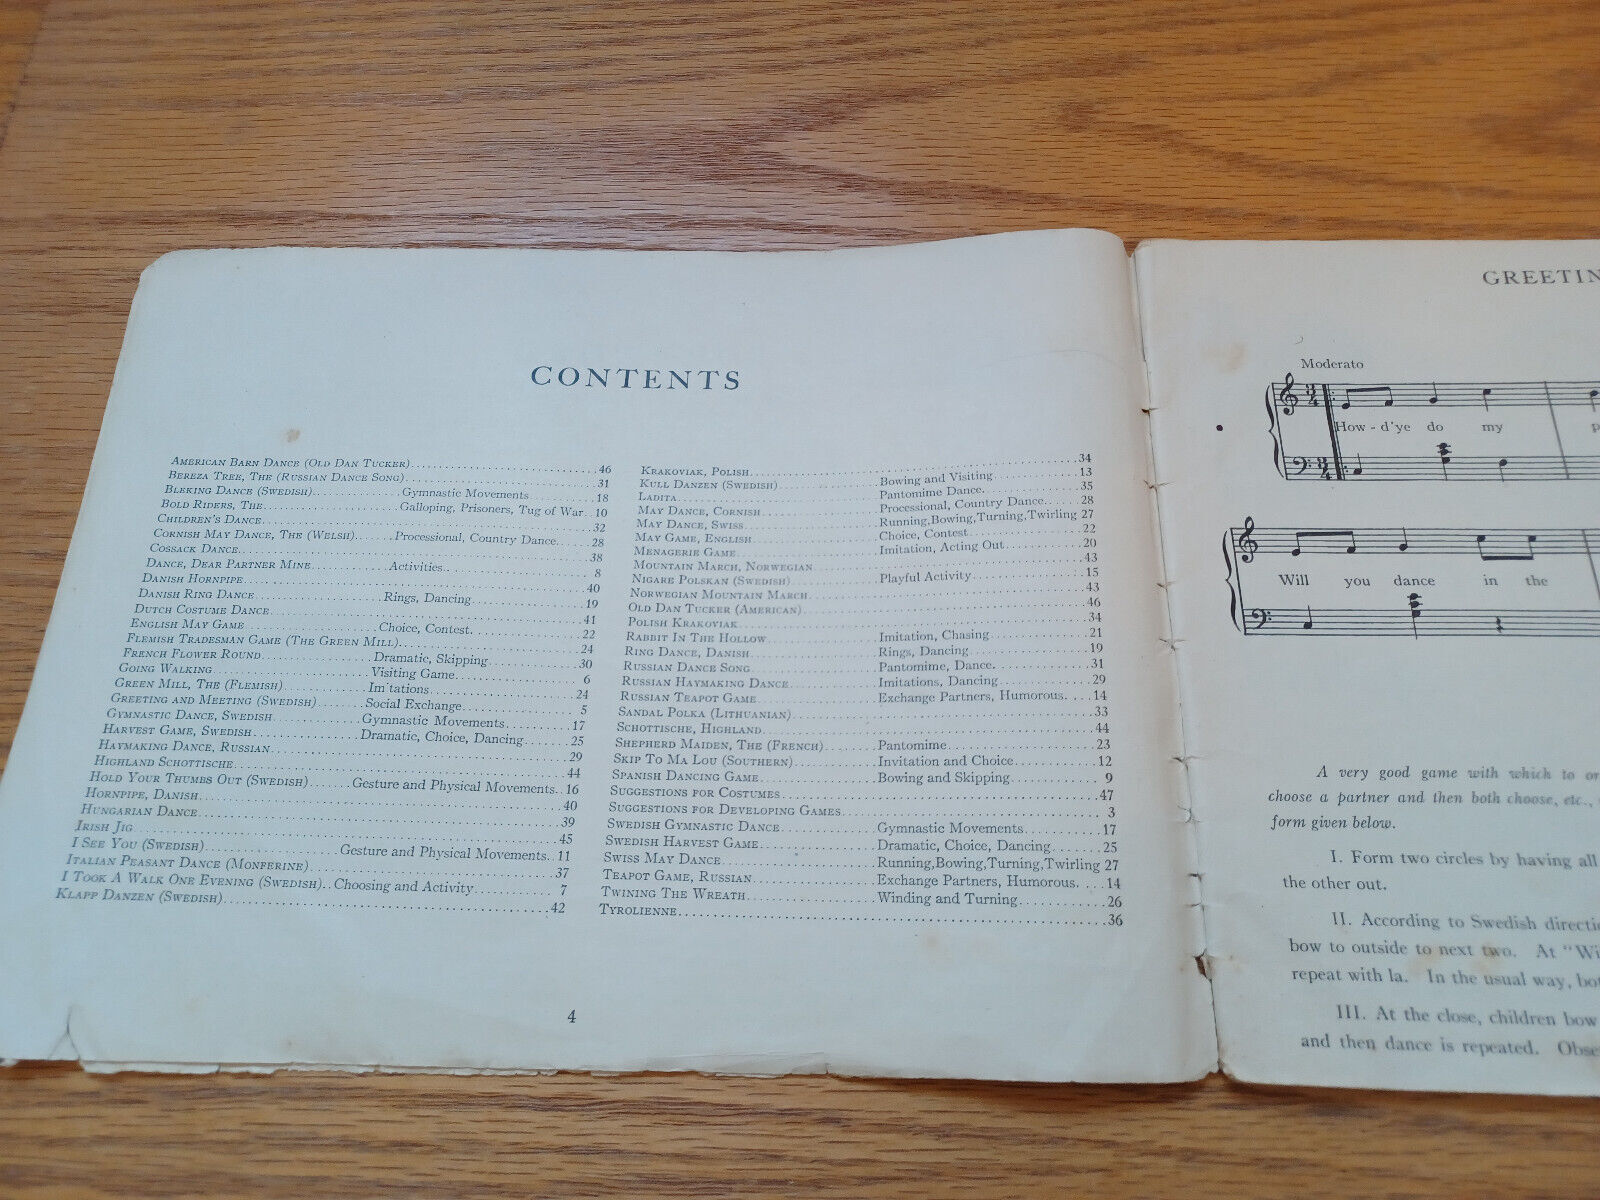 CONTENTS
American Barn Dance (Old Dan Tucker) 46
Bereza Tree, The (Russian Dance Song) 31
Bleking Dance (Swedish) Gymnastic Movements 18
Bold Riders, The Galloping, Prisoners, Tug of War 10
Children's Dance 32
Cornish May Dance, The (Welsh) Processional, Country Dance 28
Cossack Dance 38
Dance, Dear Partner Mine Activities 8
Danish Hornpipe 40
Danish Ring Dance Rings, Dancing 19
Dutch Costume Dance 41
English May Game Choice, Contest 22
Flemish Tradesman Game (The Green Mill) 24
French Flower Round Dramatic, Skipping 30
Going Walking Visiting Game 6
Green Mill, The (Flemish) Imitations 24
Greeting and Meeting (Swedish) Social Exchange 5
Gymnastic Dance, Swedish Gymnastic Movements 17
Harvest Game, Swedish Dramatic, Choice, Dancing 25
Haymaking Dance, Russian 29
Highland Schottische 44
Hold Your Thumbs Out (Swedish) Gesture and Physical Movements 16
Hornpipe, Danish 40
Hungarian Dance 39
Irish Jig 45
I See You (Swedish) Gesture and Physical Movements 11
Italian Peasant Dance (Monferine) 37
I Took A Walk One Evening (Swedish) Choosing and Activity 7
Klapp Danzen (Swedish) 42
Krakoviak, Polish 34
Kull Danzen (Swedish) Bowing and Visiting 13
Ladita Pantomime Dance 35
May Dance, Cornish Processional, Country Dance 28
May Dance, Swiss Running, Bowing, Turning, Twirling 27
May Game, English Choice, Contest 22
Menagerie Game Imitation, Acting Out 20
Mountain March, Norwegian 43
Nigare Polskan (Swedish) Playful Activity 15
Norwegian Mountain March 43
Old Dan Tucker (American) 46
Polish Krakoviak 34
Rabbit In The Hollow Imitation, Chasing 21
Ring Dance, Danish Rings, Dancing 19
Russian Dance Song Pantomime, Dance 31
Russian Haymaking Dance Imitations, Dancing 29
Russian Teapot Game Exchange Partners, Humorous 14
Sandal Polka (Lithuanian) 33
Schottische, Highland 44
Shepherd Maiden, The (French) Pantomime 23
Skip To Ma Lou (Southern) Invitation and Choice 12
Spanish Dancing Game Bowing and Skipping 9
Suggestions for Costumes 47
Suggestions for Developing Games 3
Swedish Gymnastic Dance Gymnastic Movements 17
Swedish Harvest Game Dramatic, Choice, Dancing 25
Swiss May Dance Running, Bowing, Turning, Twirling 27
Teapot Game, Russian Exchange Partners, Humorous 14
Twining The Wreath Winding and Turning 26
Tyrolienne 36
4
GREETIN
Moderato
How - d'ye do my p
Will you dance in the
A very good game with which to or
choose a partner and then both choose, etc.,
form given below.
I. Form two circles by having all
the other out.
II. According to Swedish directi
bow to outside to next two. At "Wi
repeat with la. In the usual way, bo
III. At the close, children bow
and then dance is repeated. Obse